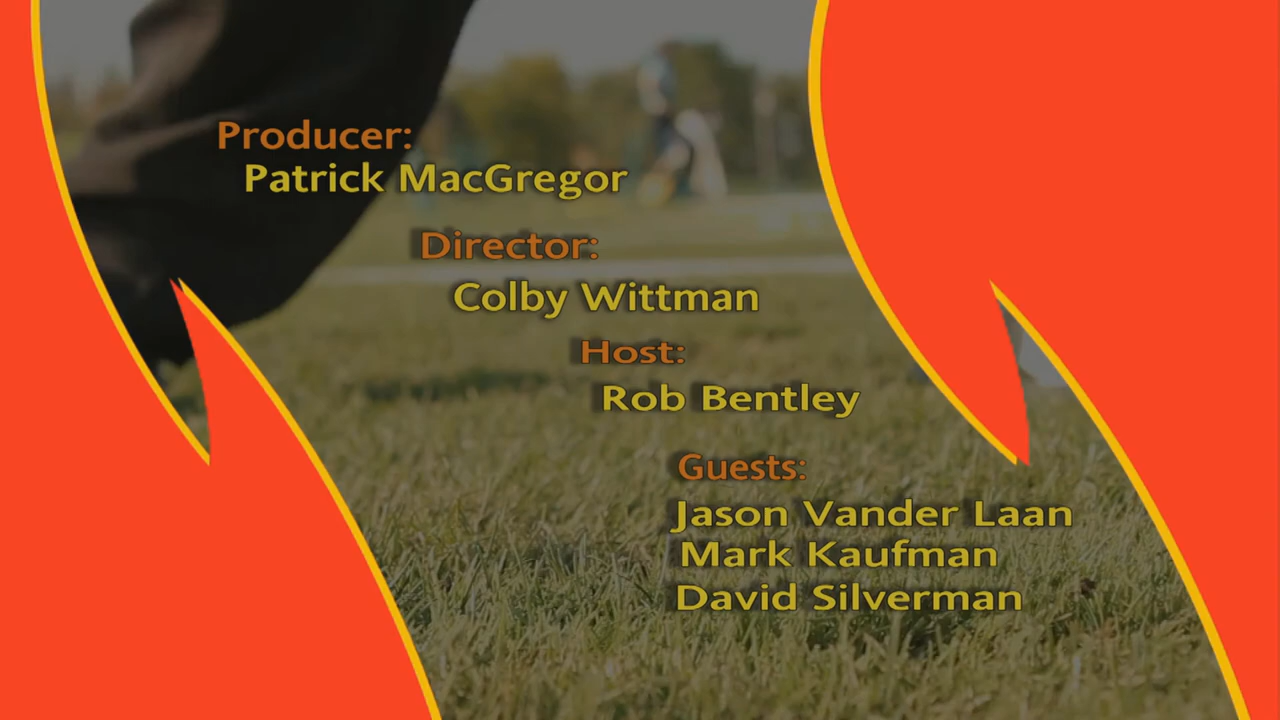 Producer:
Patrick MacGregor
Director:
Colby Wittman
Host:
Rob Bentley
Guests:
Jason Vander Laan
Mark Kaufman
David Silverman